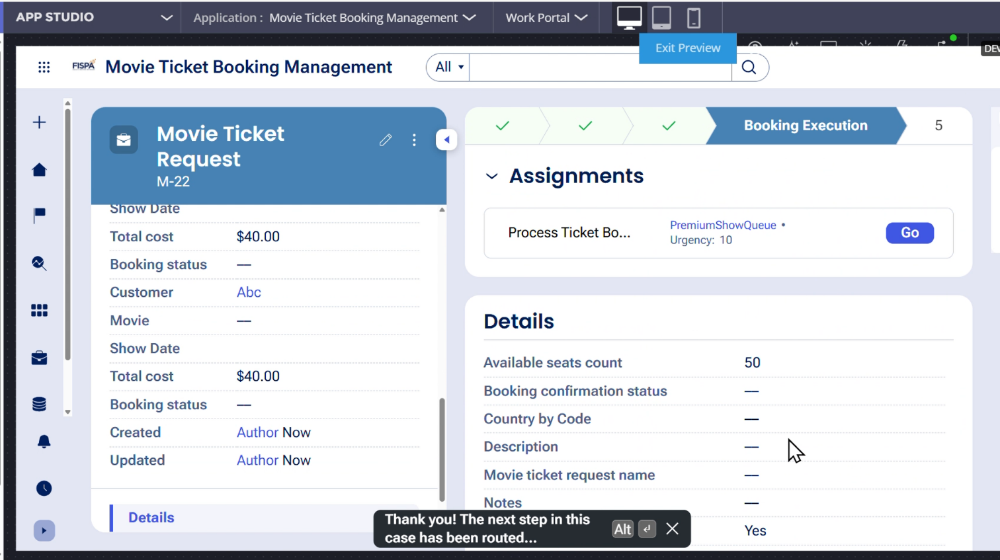 APP STUDIO
Application : Movie Ticket Booking Management
Work Portal
Exit Preview
DEV
FISPA
Movie Ticket Booking Management
All
Movie Ticket
Request
M-22
Show Date
Total cost $40.00
Booking status —
Customer Abc
Movie —
Show Date
Total cost $40.00
Booking status —
Created Author Now
Updated Author Now
Details
Booking Execution
5
Assignments
Process Ticket Bo...
PremiumShowQueue •
Urgency: 10
Go
Details
Available seats count 50
Booking confirmation status —
Country by Code —
Description —
Movie ticket request name —
Notes —
Yes
Thank you! The next step in this
case has been routed...
Alt